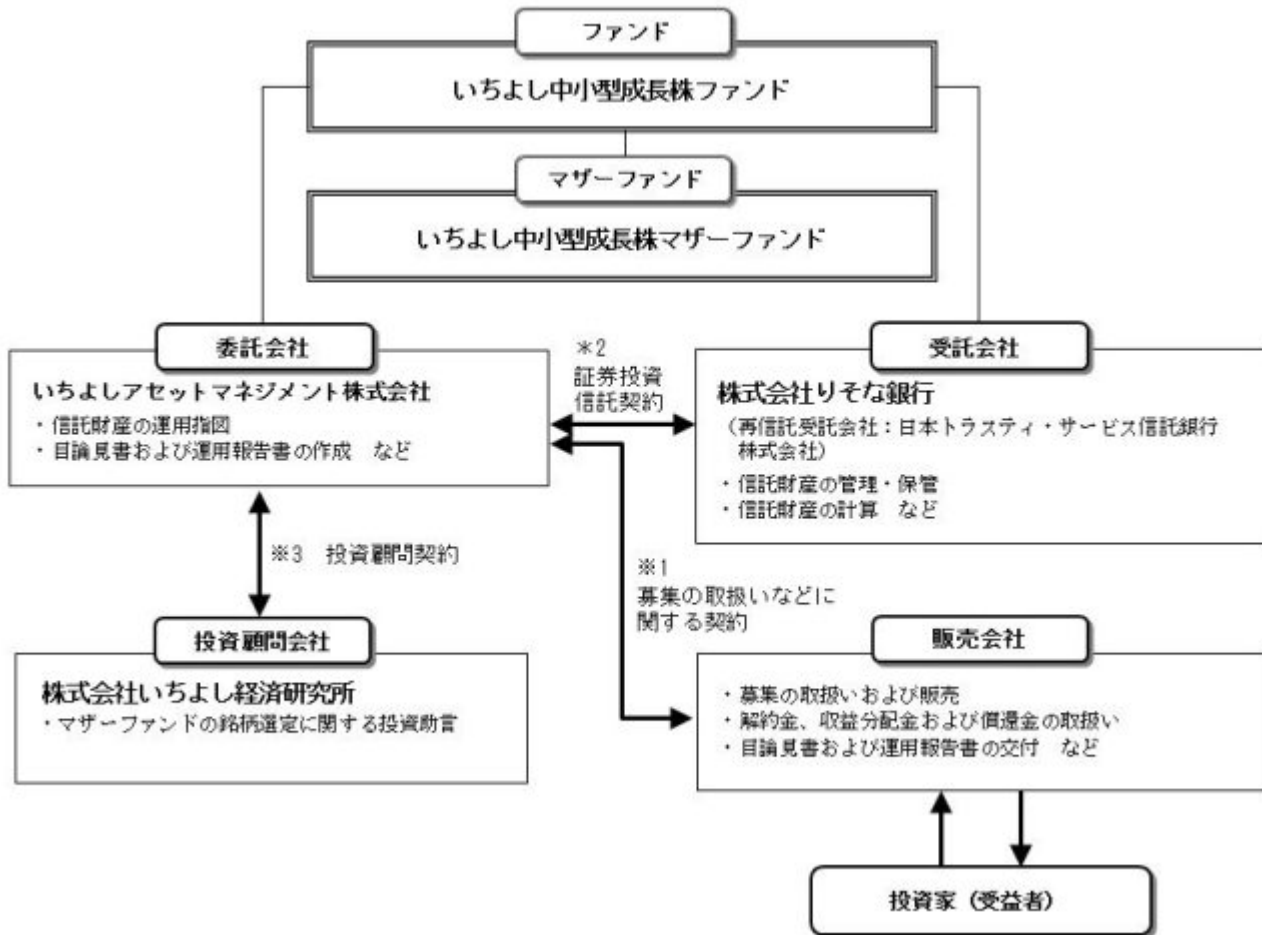 ファンド
いちよし中小型成長株ファンド
マザーファンド
いちよし中小型成長株マザーファンド
委託会社
いちよしアセットマネジメント株式会社
・信託財産の運用指図
・目論見書および運用報告書の作成　など
＊2
証券投資
信託契約
受託会社
株式会社りそな銀行
（再信託受託会社：日本トラスティ・サービス信託銀行
株式会社）
・信託財産の管理・保管
・信託財産の計算　など
※3　投資顧問契約
※1
募集の取扱いなどに
関する契約
投資顧問会社
株式会社いちよし経済研究所
・マザーファンドの銘柄選定に関する投資助言
販売会社
・募集の取扱いおよび販売
・解約金、収益分配金および償還金の取扱い
・目論見書および運用報告書の交付　など
投資家（受益者）